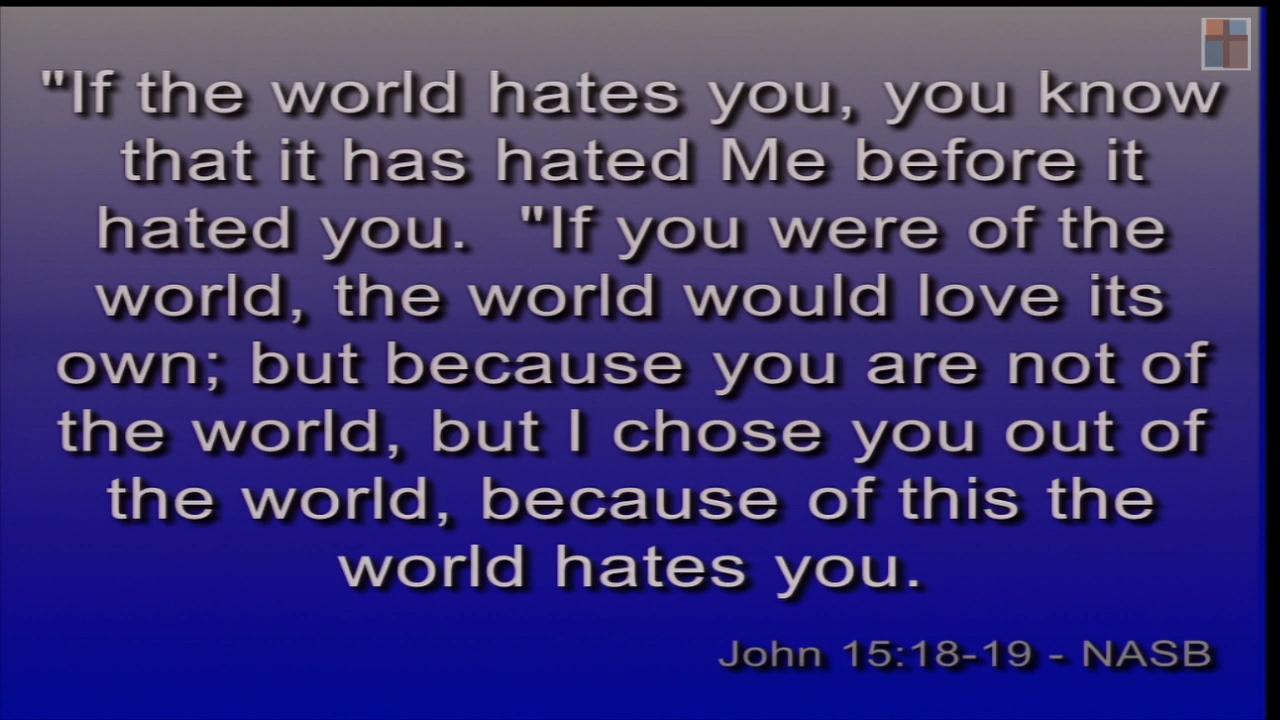 "If the world hates you, you know
that it has hated Me before it
hated you.  "If you were of the
world, the world would love its
own; but because you are not of
the world, but I chose you out of
the world, because of this the
world hates you.
John 15:18-19 - NASB